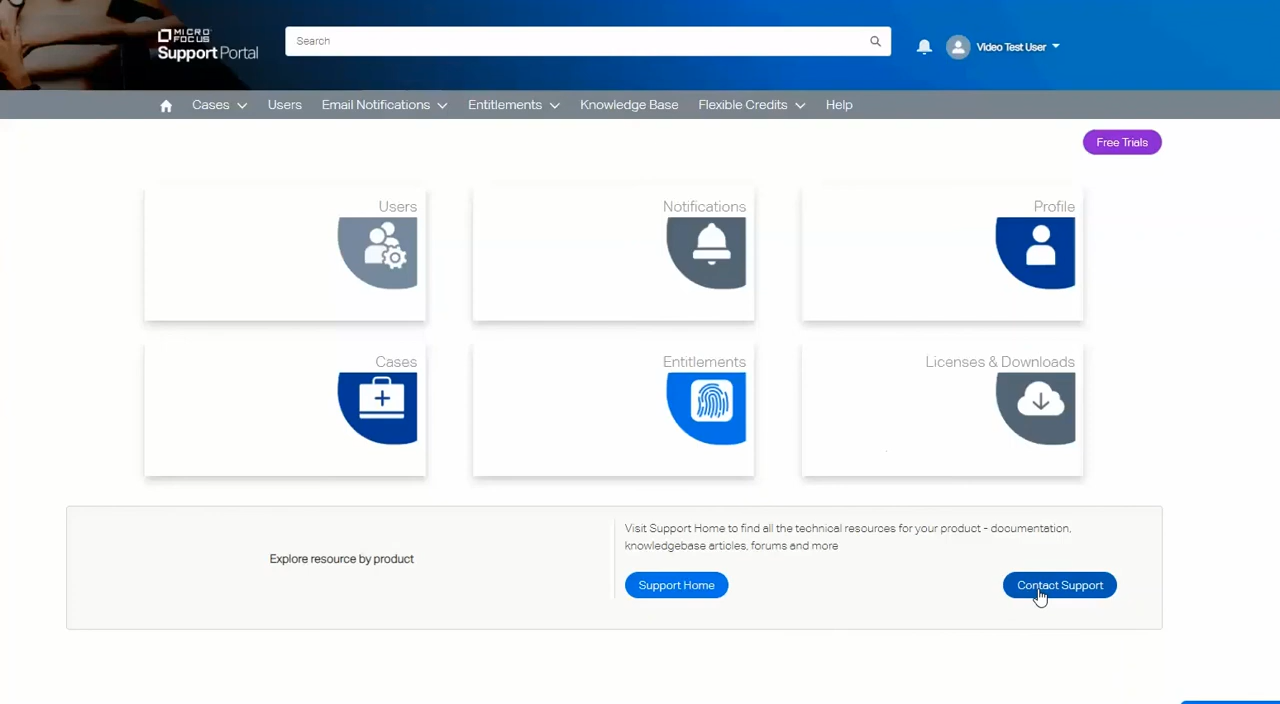 MICRO
FOCUS
Support Portal
Search
Video Test User
Cases
Users
Email Notifications
Entitlements
Knowledge Base
Flexible Credits
Help
Free Trials
Users
Notifications
Profile
Cases
Entitlements
Licenses & Downloads
Explore resource by product
Visit Support Home to find all the technical resources for your product - documentation,
knowledgebase articles, forums and more
Support Home
Contact Support